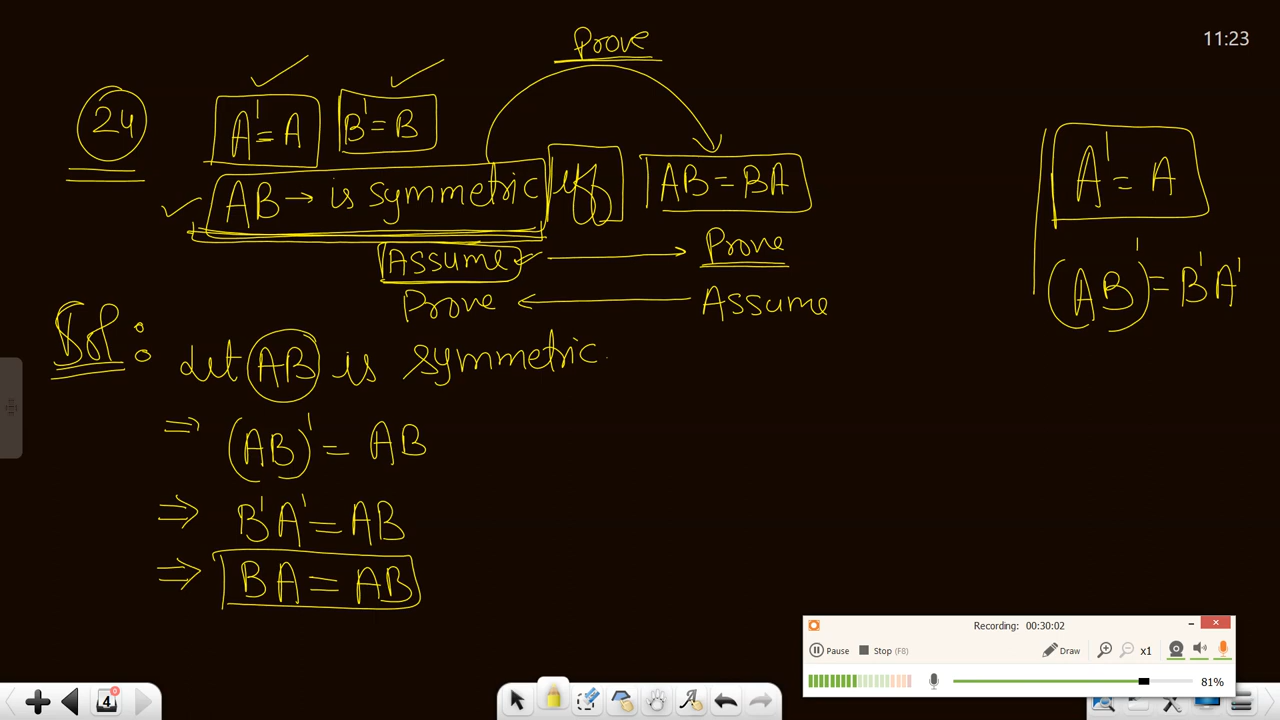 11:23
Prove
24
A' = A B' = B
AB → is symmetric iff AB = BA
Assume → Prove
Prove ← Assume
A' = A
(AB)' = B'A'
Sol:
Let AB is symmetric.
⇒ (AB)' = AB
⇒ B'A' = AB
⇒ BA = AB
Recording: 00:30:02
Pause Stop (F8) Draw x1
81%
4
8